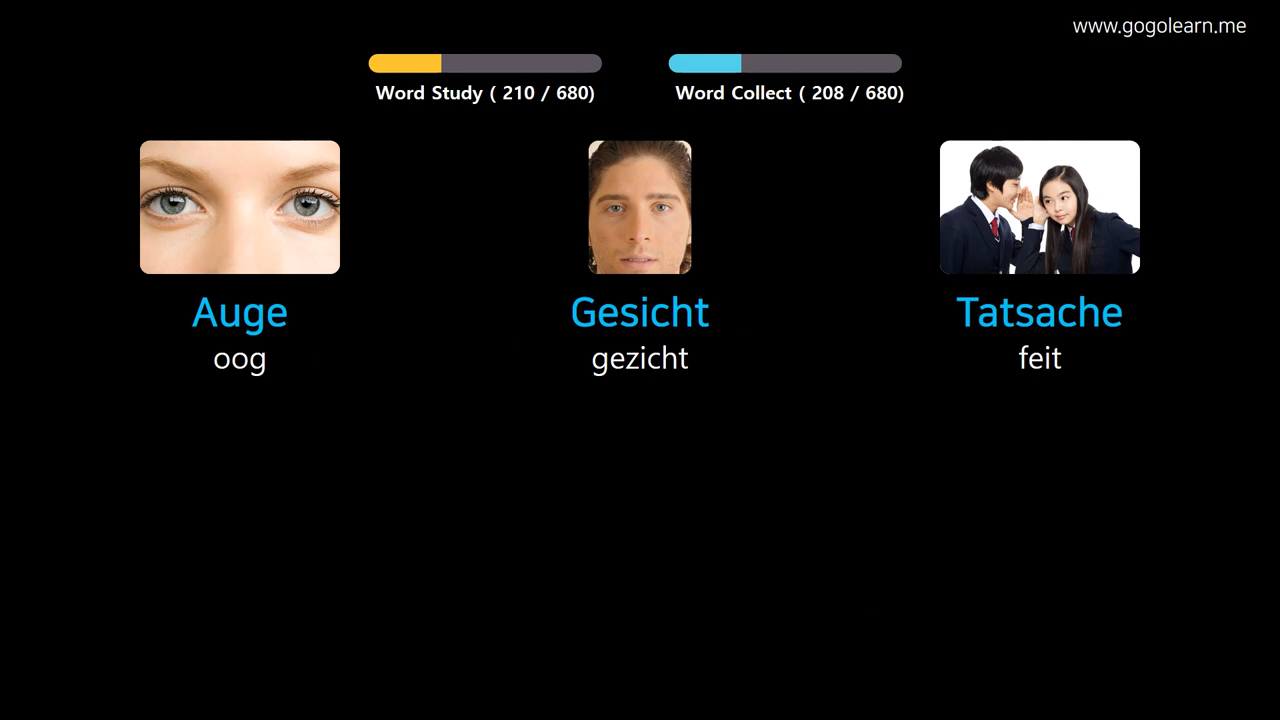 www.gogolearn.me
Word Study ( 210 / 680)
Word Collect ( 208 / 680)
Auge
Gesicht
Tatsache
oog
gezicht
feit